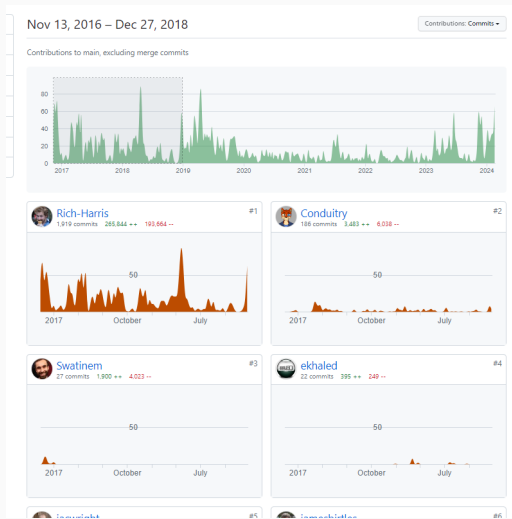 Nov 13, 2016 – Dec 27, 2018
Contributions: Commits
Contributions to main, excluding merge commits
80
60
40
20
0
2017 2018 2019 2020 2021 2022 2023 2024
Rich-Harris #1
1,919 commits 265,844 ++ 193,664 --
50
2017 October July
Conduitry #2
186 commits 3,483 ++ 6,038 --
50
2017 October July
Swatinem #3
27 commits 1,900 ++ 4,023 --
50
2017 October July
ekhaled #4
22 commits 395 ++ 249 --
50
2017 October July
#5
#6